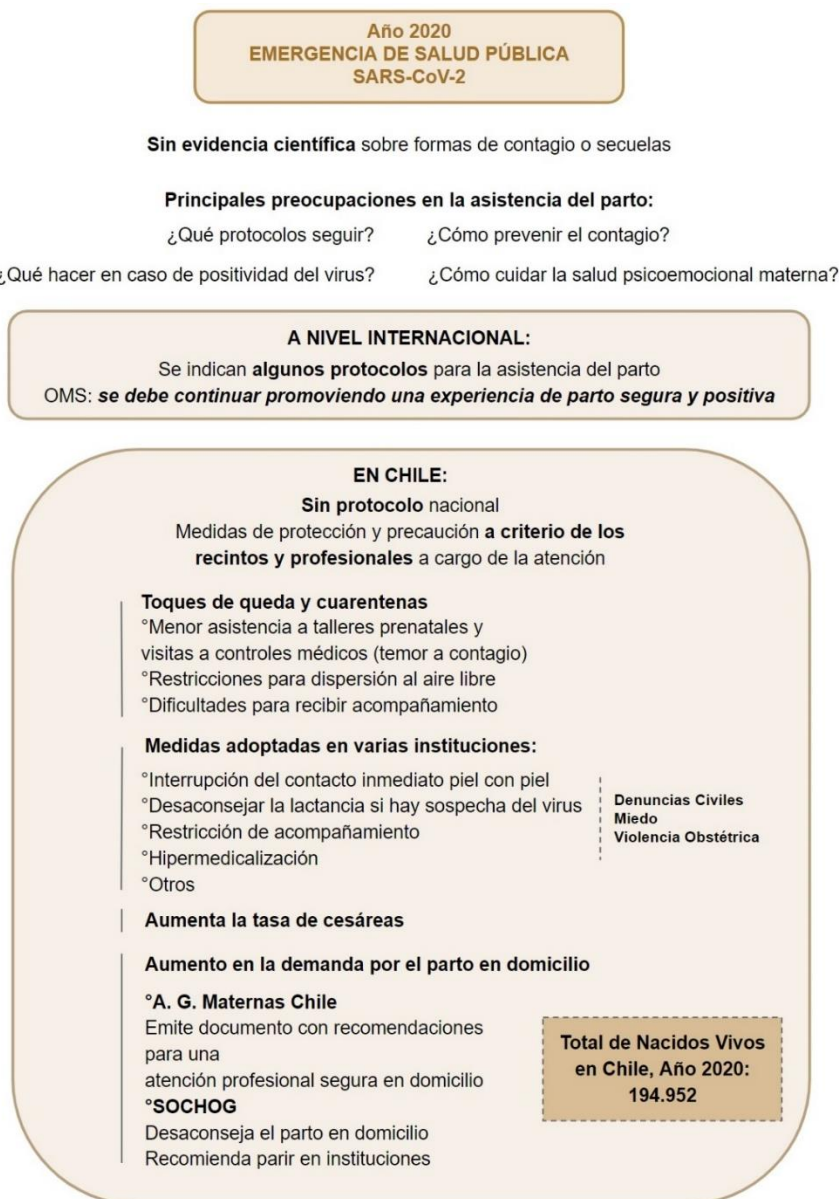 Año 2020
EMERGENCIA DE SALUD PÚBLICA
SARS-CoV-2
Sin evidencia científica sobre formas de contagio o secuelas
Principales preocupaciones en la asistencia del parto:
¿Qué protocolos seguir? ¿Cómo prevenir el contagio?
¿Qué hacer en caso de positividad del virus? ¿Cómo cuidar la salud psicoemocional materna?
A NIVEL INTERNACIONAL:
Se indican algunos protocolos para la asistencia del parto
OMS: se debe continuar promoviendo una experiencia de parto segura y positiva
EN CHILE:
Sin protocolo nacional
Medidas de protección y precaución a criterio de los
recintos y profesionales a cargo de la atención
Toques de queda y cuarentenas
°Menor asistencia a talleres prenatales y
visitas a controles médicos (temor a contagio)
°Restricciones para dispersión al aire libre
°Dificultades para recibir acompañamiento
Medidas adoptadas en varias instituciones:
°Interrupción del contacto inmediato piel con piel
°Desaconsejar la lactancia si hay sospecha del virus
°Restricción de acompañamiento
°Hipermedicalización
°Otros
Denuncias Civiles
Miedo
Violencia Obstétrica
Aumenta la tasa de cesáreas
Aumento en la demanda por el parto en domicilio
°A. G. Maternas Chile
Emite documento con recomendaciones
para una
atención profesional segura en domicilio
°SOCHOG
Desaconseja el parto en domicilio
Recomienda parir en instituciones
Total de Nacidos Vivos
en Chile, Año 2020:
194.952